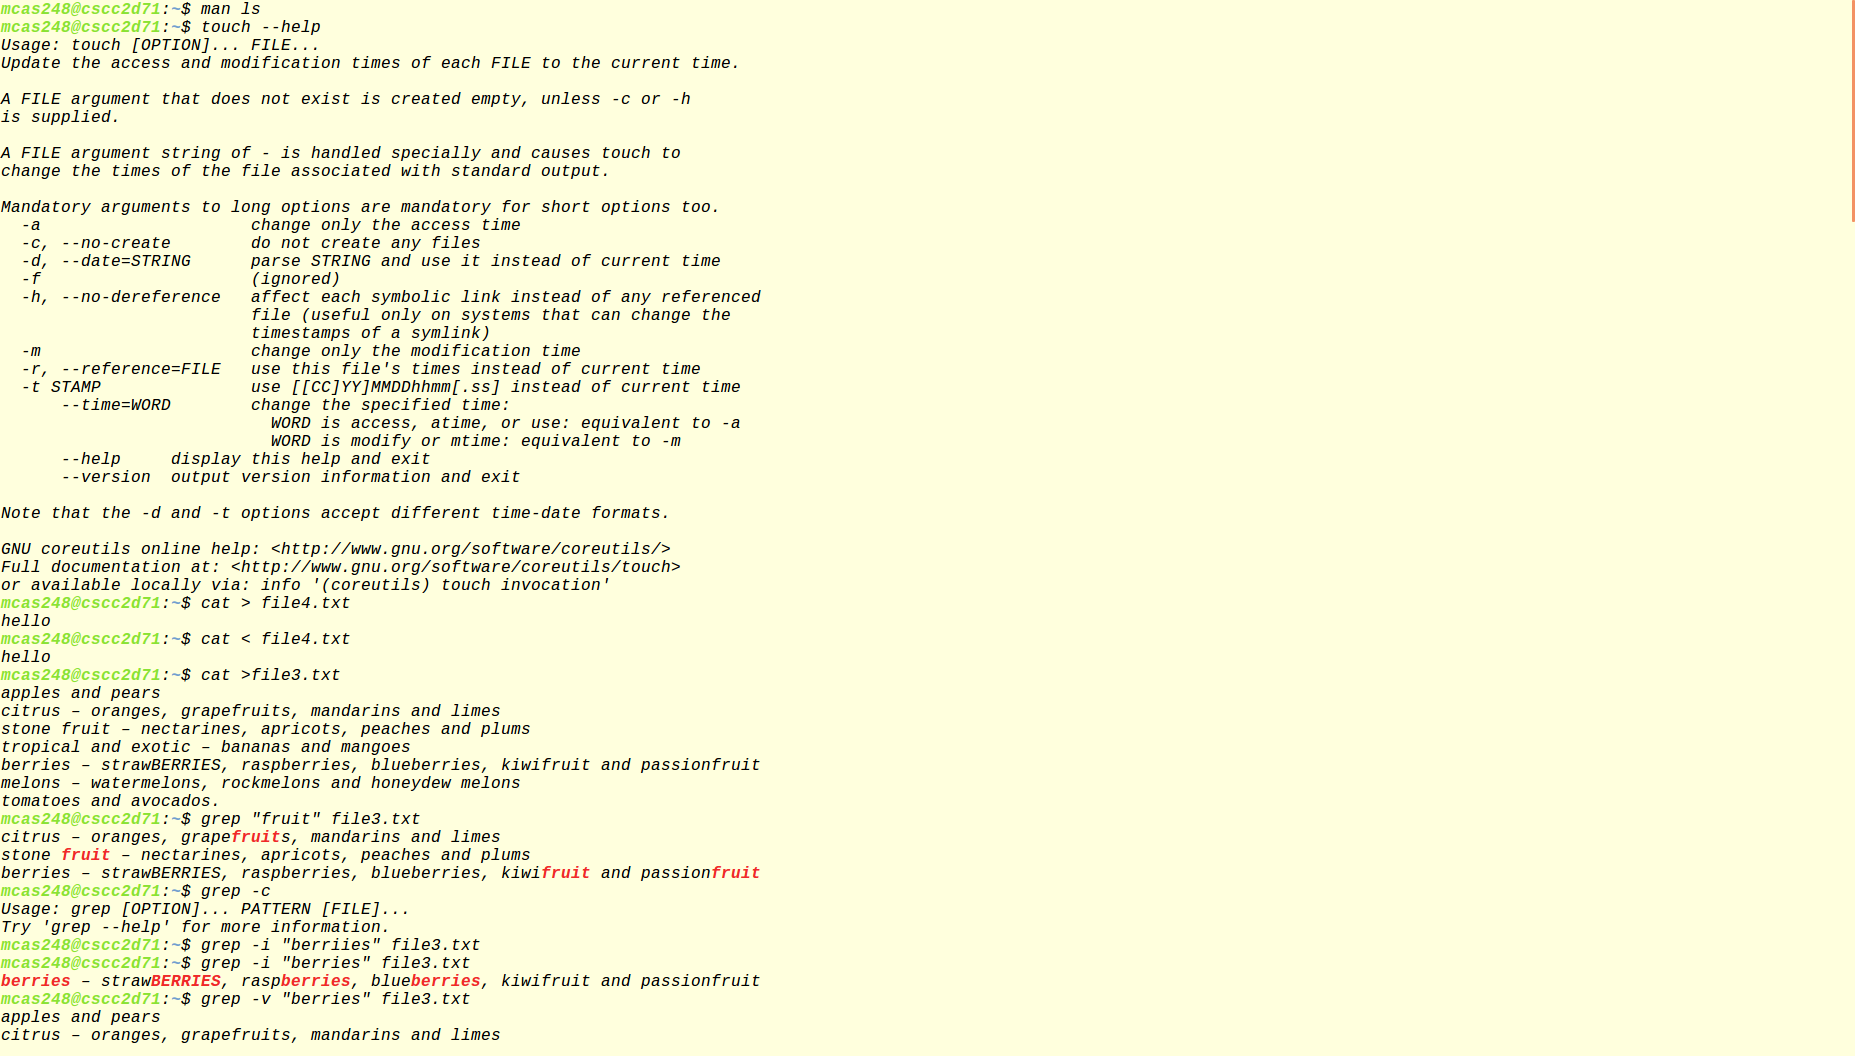 mcas248@cscc2d71:~$ man ls
mcas248@cscc2d71:~$ touch --help
Usage: touch [OPTION]... FILE...
Update the access and modification times of each FILE to the current time.

A FILE argument that does not exist is created empty, unless -c or -h
is supplied.

A FILE argument string of - is handled specially and causes touch to
change the times of the file associated with standard output.

Mandatory arguments to long options are mandatory for short options too.
  -a                     change only the access time
  -c, --no-create        do not create any files
  -d, --date=STRING      parse STRING and use it instead of current time
  -f                     (ignored)
  -h, --no-dereference   affect each symbolic link instead of any referenced
                         file (useful only on systems that can change the
                         timestamps of a symlink)
  -m                     change only the modification time
  -r, --reference=FILE   use this file's times instead of current time
  -t STAMP               use [[CC]YY]MMDDhhmm[.ss] instead of current time
      --time=WORD        change the specified time:
                           WORD is access, atime, or use: equivalent to -a
                           WORD is modify or mtime: equivalent to -m
      --help     display this help and exit
      --version  output version information and exit

Note that the -d and -t options accept different time-date formats.

GNU coreutils online help: <http://www.gnu.org/software/coreutils/>
Full documentation at: <http://www.gnu.org/software/coreutils/touch>
or available locally via: info '(coreutils) touch invocation'
mcas248@cscc2d71:~$ cat > file4.txt
hello
mcas248@cscc2d71:~$ cat < file4.txt
hello
mcas248@cscc2d71:~$ cat >file3.txt
apples and pears
citrus – oranges, grapefruits, mandarins and limes
stone fruit – nectarines, apricots, peaches and plums
tropical and exotic – bananas and mangoes
berries – strawBERRIES, raspberries, blueberries, kiwifruit and passionfruit
melons – watermelons, rockmelons and honeydew melons
tomatoes and avocados.
mcas248@cscc2d71:~$ grep "fruit" file3.txt
citrus – oranges, grapefruits, mandarins and limes
stone fruit – nectarines, apricots, peaches and plums
berries – strawBERRIES, raspberries, blueberries, kiwifruit and passionfruit
mcas248@cscc2d71:~$ grep -c
Usage: grep [OPTION]... PATTERN [FILE]...
Try 'grep --help' for more information.
mcas248@cscc2d71:~$ grep -i "berriies" file3.txt
mcas248@cscc2d71:~$ grep -i "berries" file3.txt
berries – strawBERRIES, raspberries, blueberries, kiwifruit and passionfruit
mcas248@cscc2d71:~$ grep -v "berries" file3.txt
apples and pears
citrus – oranges, grapefruits, mandarins and limes